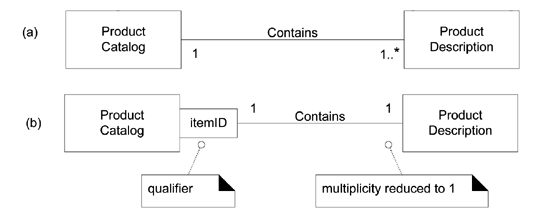 (a)
Product
Catalog
Contains
1
1..*
Product
Description
(b)
Product
Catalog
itemID
1
Contains
1
Product
Description
qualifier
multiplicity reduced to 1